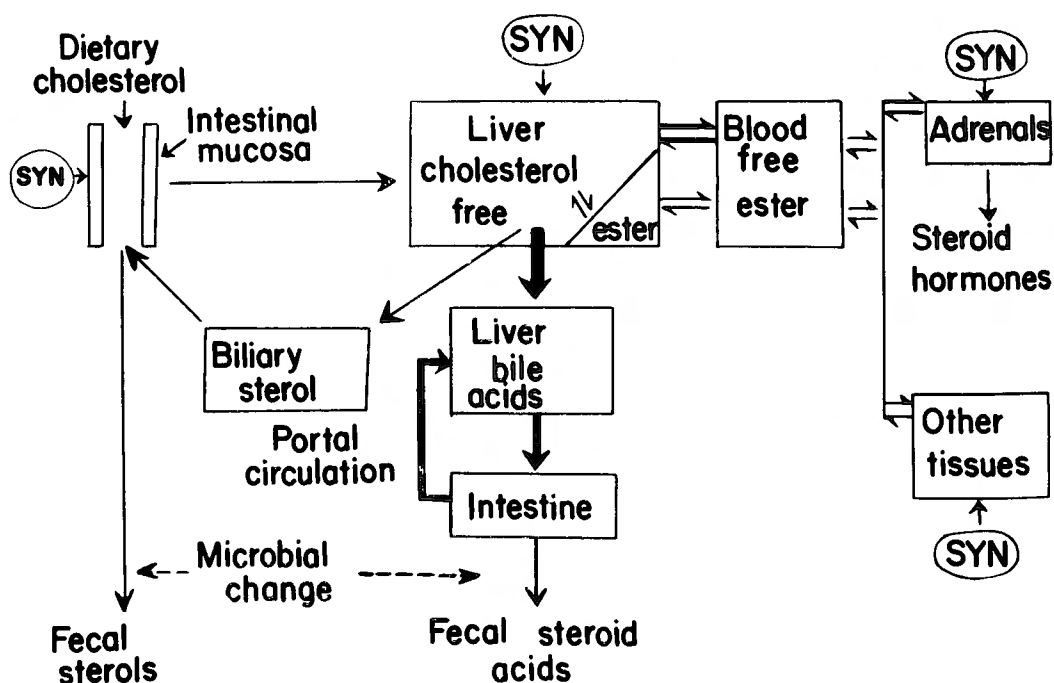 Dietary
cholesterol
SYN
Intestinal
mucosa
SYN
Liver
cholesterol
free
ester
SYN
Blood
free
ester
SYN
Adrenals
Steroid
hormones
Biliary
sterol
Liver
bile
acids
Portal
circulation
Intestine
Other
tissues
SYN
Microbial
change
Fecal
sterols
Fecal steroid
acids